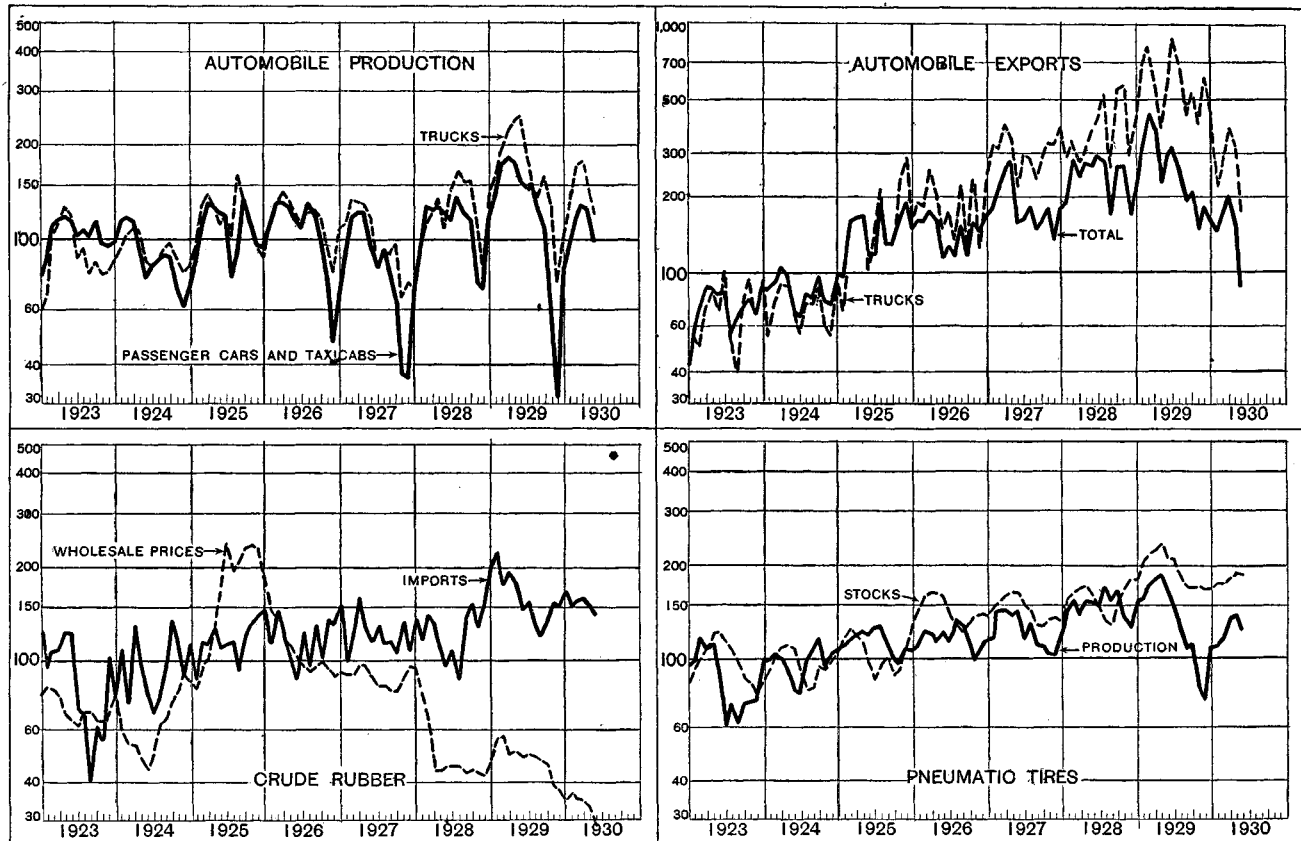 AUTOMOBILE PRODUCTION
500
400
300
200
150
100
60
40
30
TRUCKS
PASSENGER CARS AND TAXICABS
1923 1924 1925 1926 1927 1928 1929 1930
AUTOMOBILE EXPORTS
1,000
700
500
300
200
100
60
40
30
TOTAL
TRUCKS
1923 1924 1925 1926 1927 1928 1929 1930
500
400
300
200
150
100
60
40
30
WHOLESALE PRICES
IMPORTS
CRUDE RUBBER
1923 1924 1925 1926 1927 1928 1929 1930
500
400
300
200
150
100
60
40
30
STOCKS
PRODUCTION
PNEUMATIC TIRES
1923 1924 1925 1926 1927 1928 1929 1930